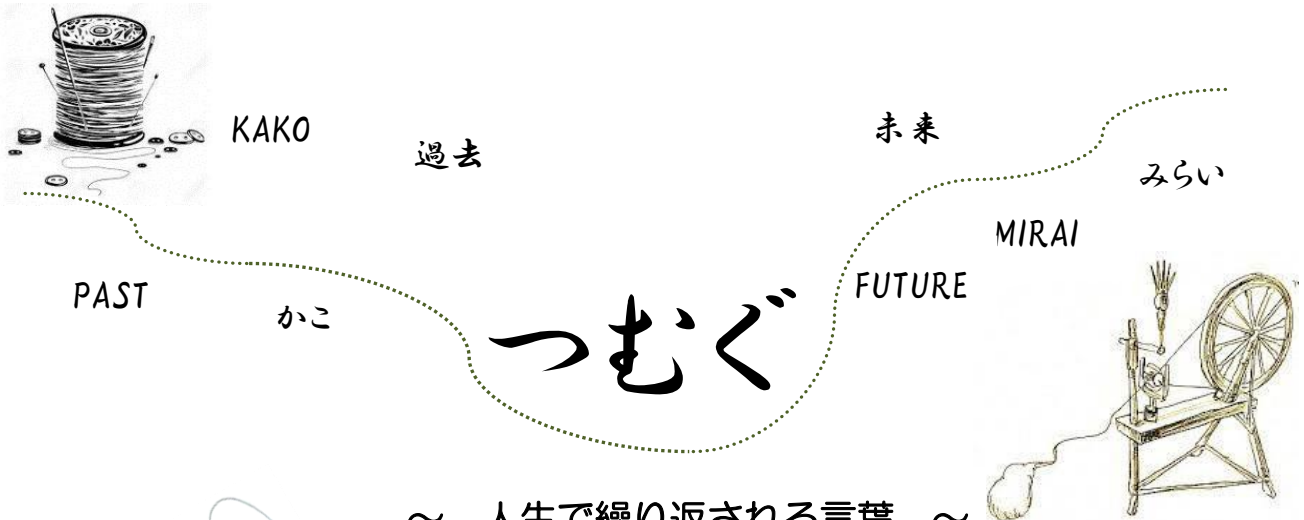 KAKO
過去
未来
みらい
MIRAI
PAST
かこ
FUTURE
つむぐ
～　人生で繰り返される言葉　～